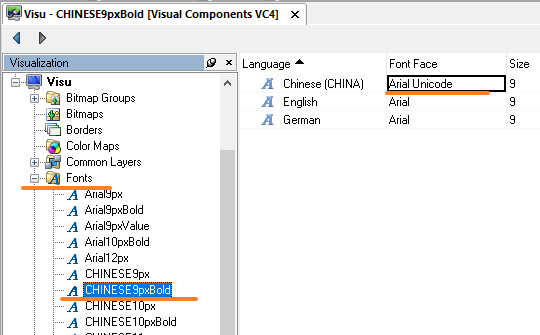 Visu - CHINESE9pxBold [Visual Components VC4]
Visualization
Visu
Bitmap Groups
Bitmaps
Borders
Color Maps
Common Layers
Fonts
Arial9px
Arial9pxBold
Arial9pxValue
Arial10pxBold
Arial12px
CHINESE9px
CHINESE9pxBold
CHINESE10px
CHINESE10pxBold
Language Font Face Size
Chinese (CHINA) Arial Unicode 9
English Arial 9
German Arial 9